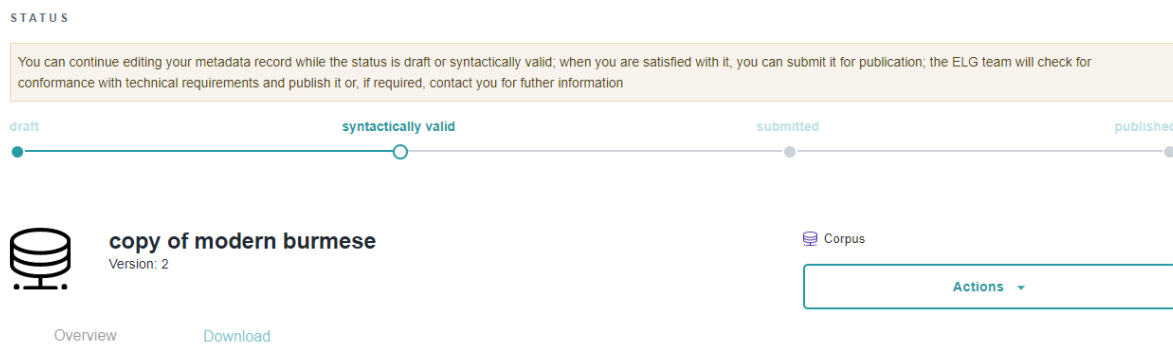 STATUS
You can continue editing your metadata record while the status is draft or syntactically valid; when you are satisfied with it, you can submit it for publication; the ELG team will check for
conformance with technical requirements and publish it or, if required, contact you for futher information
draft syntactically valid submitted published
copy of modern burmese
Version: 2
Corpus
Actions
Overview Download